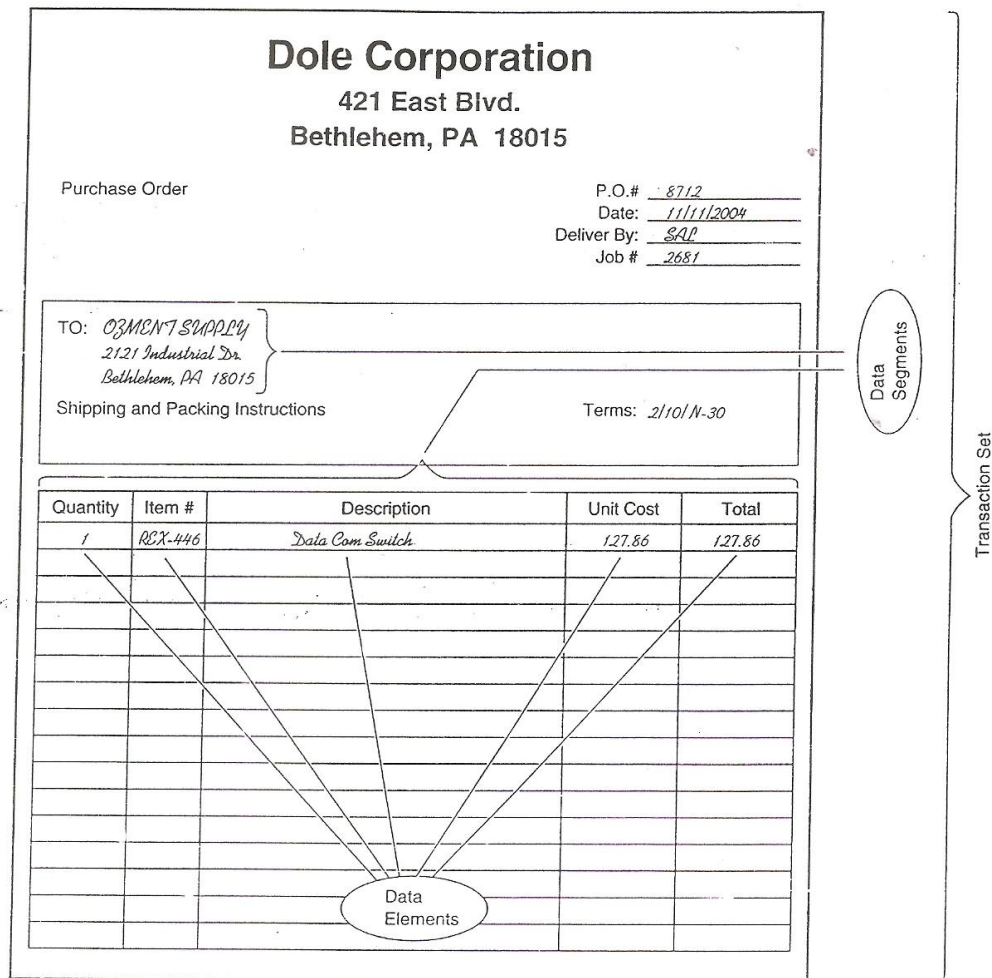 Dole Corporation
421 East Blvd.
Bethlehem, PA 18015
Purchase Order
P.O.# 8712
Date: 11/11/2004
Deliver By: SAL
Job # 2681
TO: OZMENT SUPPLY
2121 Industrial Dr.
Bethlehem, PA 18015
Shipping and Packing Instructions
Terms: 2/10/N-30
Data
Segments
Transaction Set
Quantity Item # Description Unit Cost Total
1 REX-446 Data Com Switch 127.86 127.86
Data
Elements